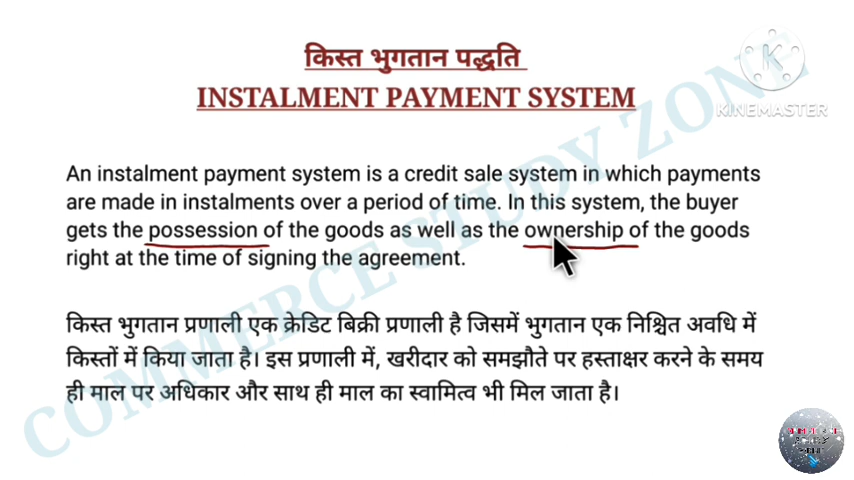 किस्त भुगतान पद्धति
INSTALMENT PAYMENT SYSTEM
KINEMASTER
An instalment payment system is a credit sale system in which payments
are made in instalments over a period of time. In this system, the buyer
gets the possession of the goods as well as the ownership of the goods
right at the time of signing the agreement.
किस्त भुगतान प्रणाली एक क्रेडिट बिक्री प्रणाली है जिसमें भुगतान एक निश्चित अवधि में
किस्तों में किया जाता है। इस प्रणाली में, खरीदार को समझौते पर हस्ताक्षर करने के समय
ही माल पर अधिकार और साथ ही माल का स्वामित्व भी मिल जाता है।
COMMERCE STUDY ZONE